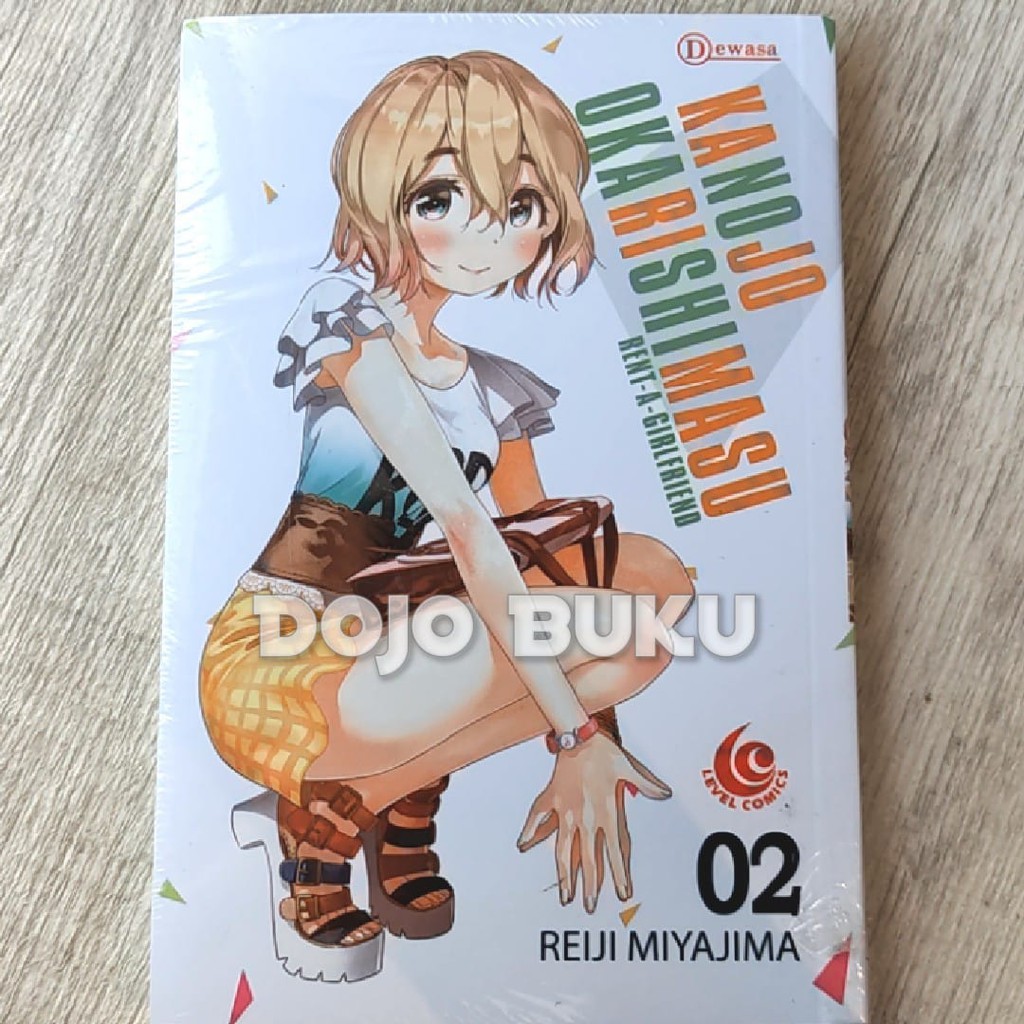 Dewasa
KANOJO
OKARISHIMASU
RENT-A-GIRLFRIEND
DOJO BUKU
LEVEL COMICS
02
REIJI MIYAJIMA